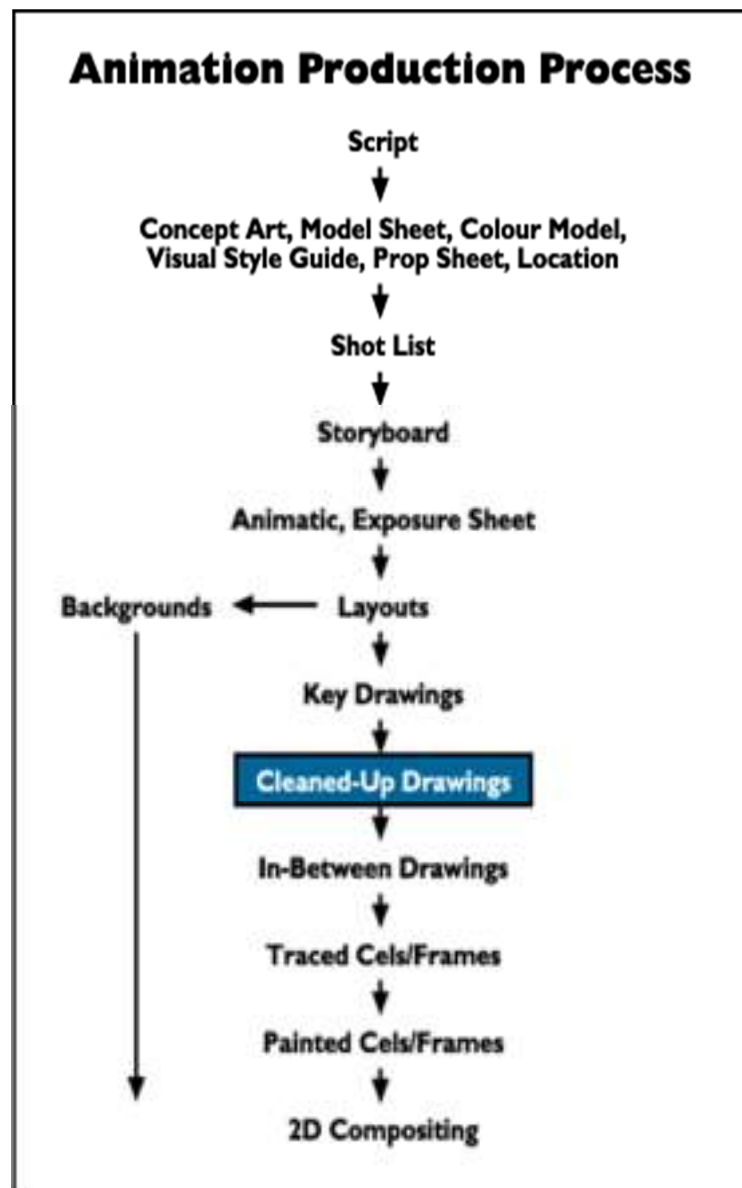 Animation Production Process
Script
Concept Art, Model Sheet, Colour Model,
Visual Style Guide, Prop Sheet, Location
Shot List
Storyboard
Animatic, Exposure Sheet
Backgrounds
Layouts
Key Drawings
Cleaned-Up Drawings
In-Between Drawings
Traced Cels/Frames
Painted Cels/Frames
2D Compositing